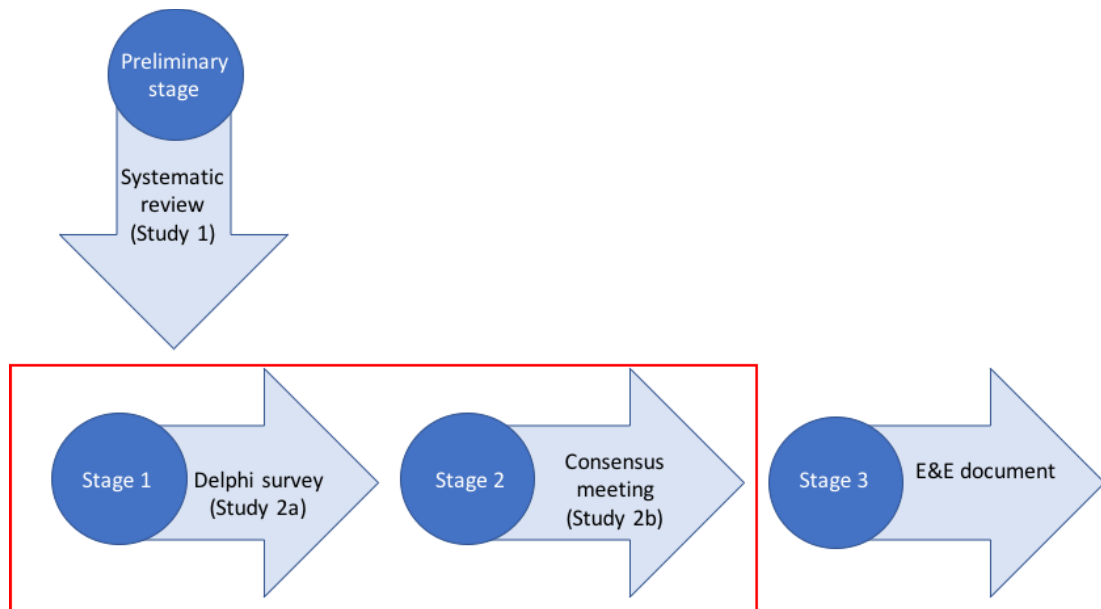 Preliminary
stage
Systematic
review
(Study 1)
Stage 1
Delphi survey
(Study 2a)
Stage 2
Consensus
meeting
(Study 2b)
Stage 3
E&E document